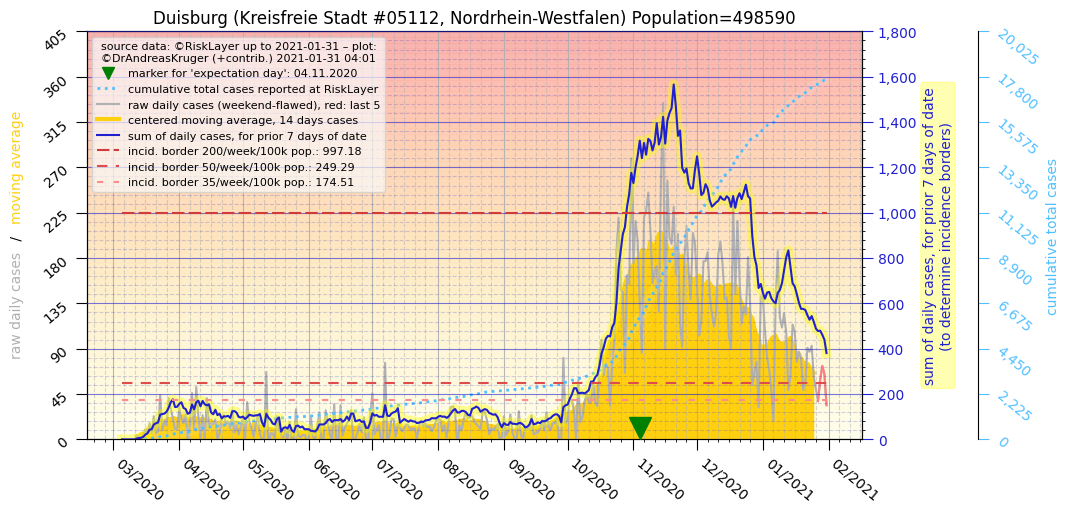 Duisburg (Kreisfreie Stadt #05112, Nordrhein-Westfalen) Population=498590
source data: ©RiskLayer up to 2021-01-31 – plot:
©DrAndreasKruger (+contrib.) 2021-01-31 04:01
marker for 'expectation day': 04.11.2020
cumulative total cases reported at RiskLayer
raw daily cases (weekend-flawed), red: last 5
centered moving average, 14 days cases
sum of daily cases, for prior 7 days of date
incid. border 200/week/100k pop.: 997.18
incid. border 50/week/100k pop.: 249.29
incid. border 35/week/100k pop.: 174.51
raw daily cases / moving average
405
360
315
270
225
180
135
90
45
0
03/2020
04/2020
05/2020
06/2020
07/2020
08/2020
09/2020
10/2020
11/2020
12/2020
01/2021
02/2021
1,800
1,600
1,400
1,200
1,000
800
600
400
200
0
sum of daily cases, for prior 7 days of date
(to determine incidence borders)
20,025
17,800
15,575
13,350
11,125
8,900
6,675
4,450
2,225
0
cumulative total cases